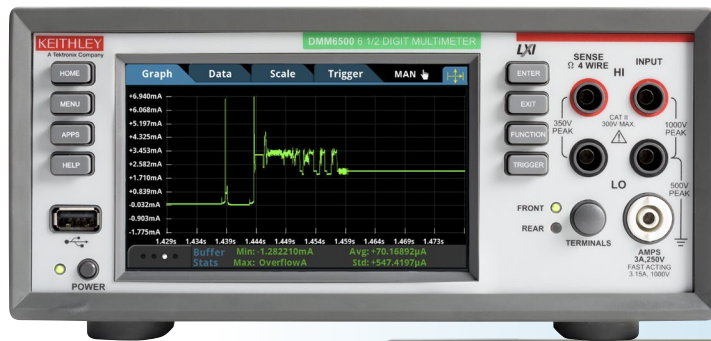 KEITHLEY
A Tektronix Company
DMM6500 6 1/2 DIGIT MULTIMETER
LXI
HOME
MENU
APPS
HELP
POWER
Graph Data Scale Trigger MAN
+6.940mA
+6.068mA
+5.197mA
+4.325mA
+3.453mA
+2.582mA
+1.710mA
+0.839mA
-0.032mA
-0.903mA
-1.775mA
1.429s 1.434s 1.439s 1.444s 1.449s 1.454s 1.459s 1.464s 1.469s 1.473s
Buffer Min: -1.282210mA Avg: +70.16892µA
Stats Max: OverflowA Std: +547.4197µA
ENTER
EXIT
FUNCTION
TRIGGER
SENSE
Ω 4 WIRE
INPUT
HI
CAT II
300V MAX.
350V
PEAK
1000V
PEAK
LO
500V
PEAK
FRONT
REAR
TERMINALS
AMPS
3A,250V
FAST ACTING
3.15A, 1000V